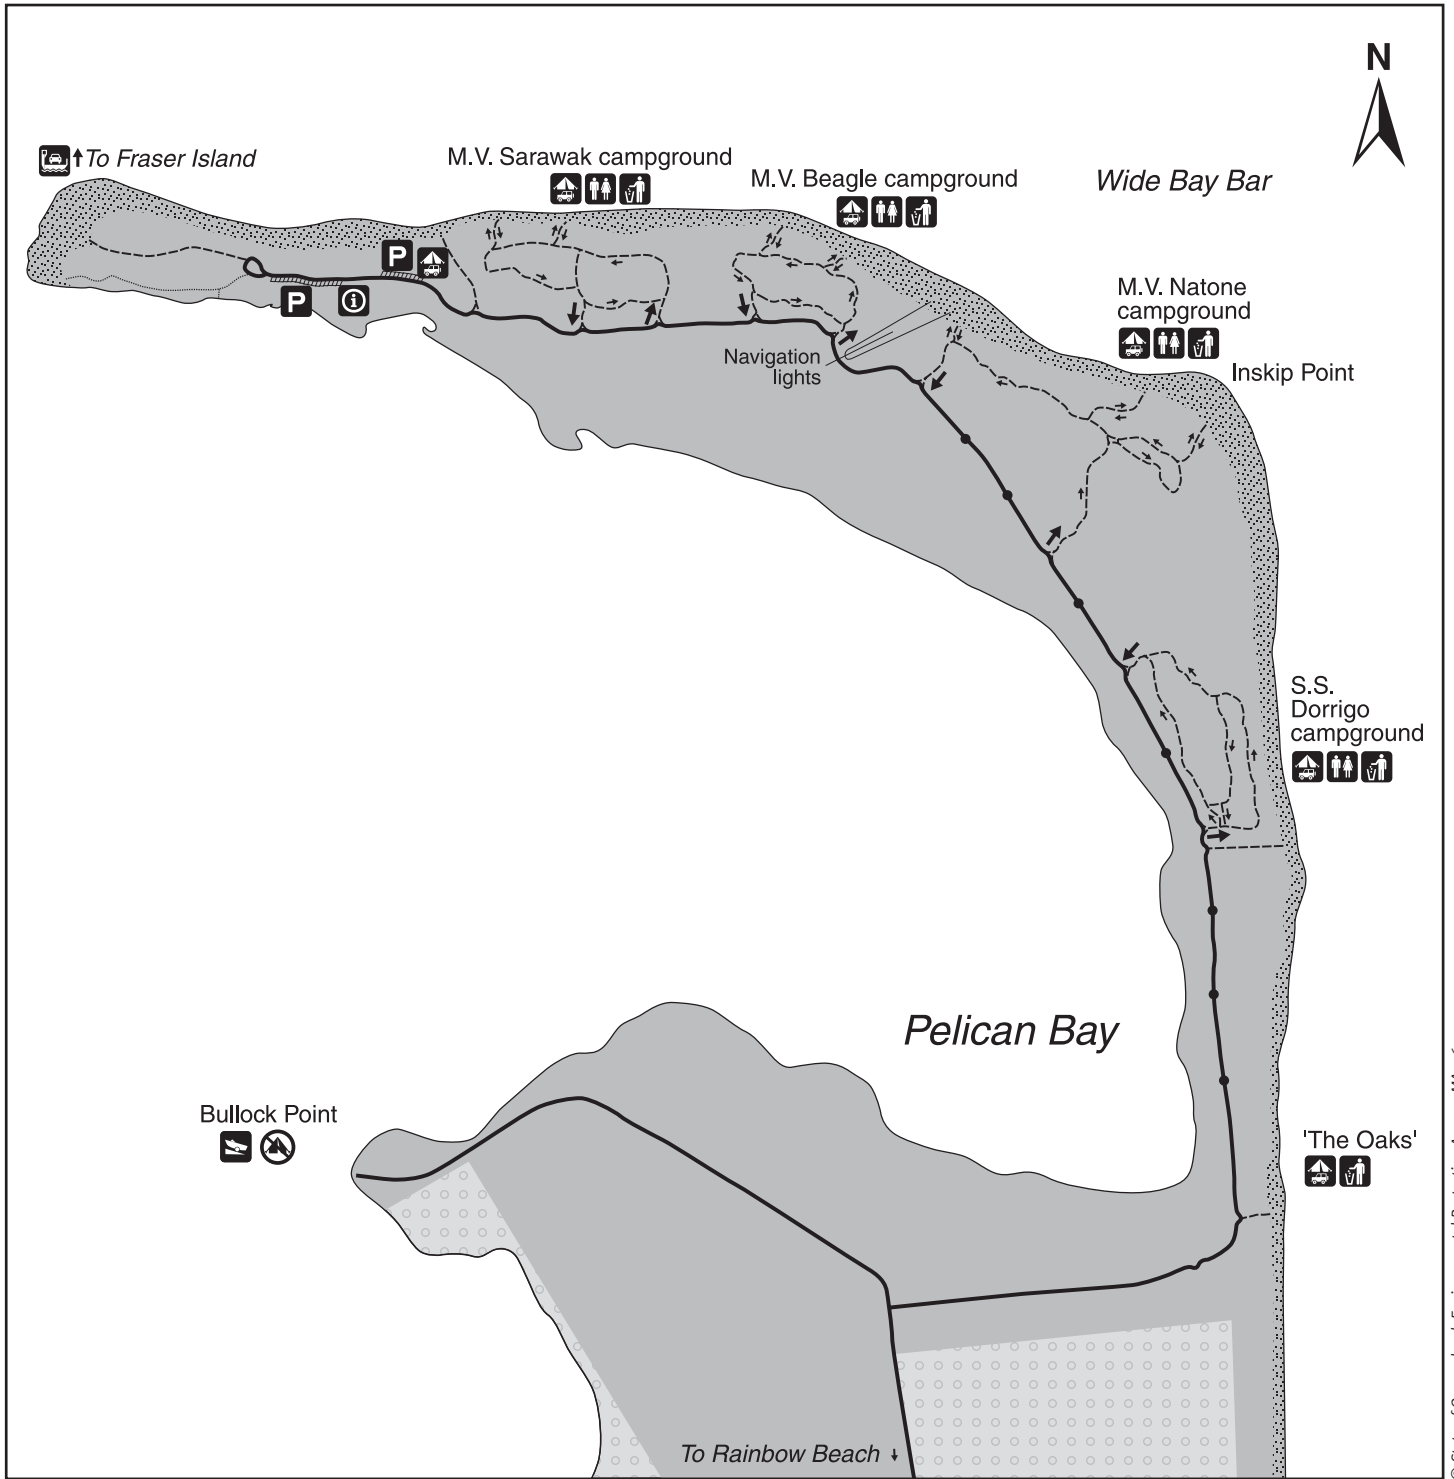 N
To Fraser Island
M.V. Sarawak campground
M.V. Beagle campground
Wide Bay Bar
P
P
i
M.V. Natone
campground
Inskip Point
Navigation
lights
S.S.
Dorrigo
campground
Pelican Bay
Bullock Point
'The Oaks'
To Rainbow Beach